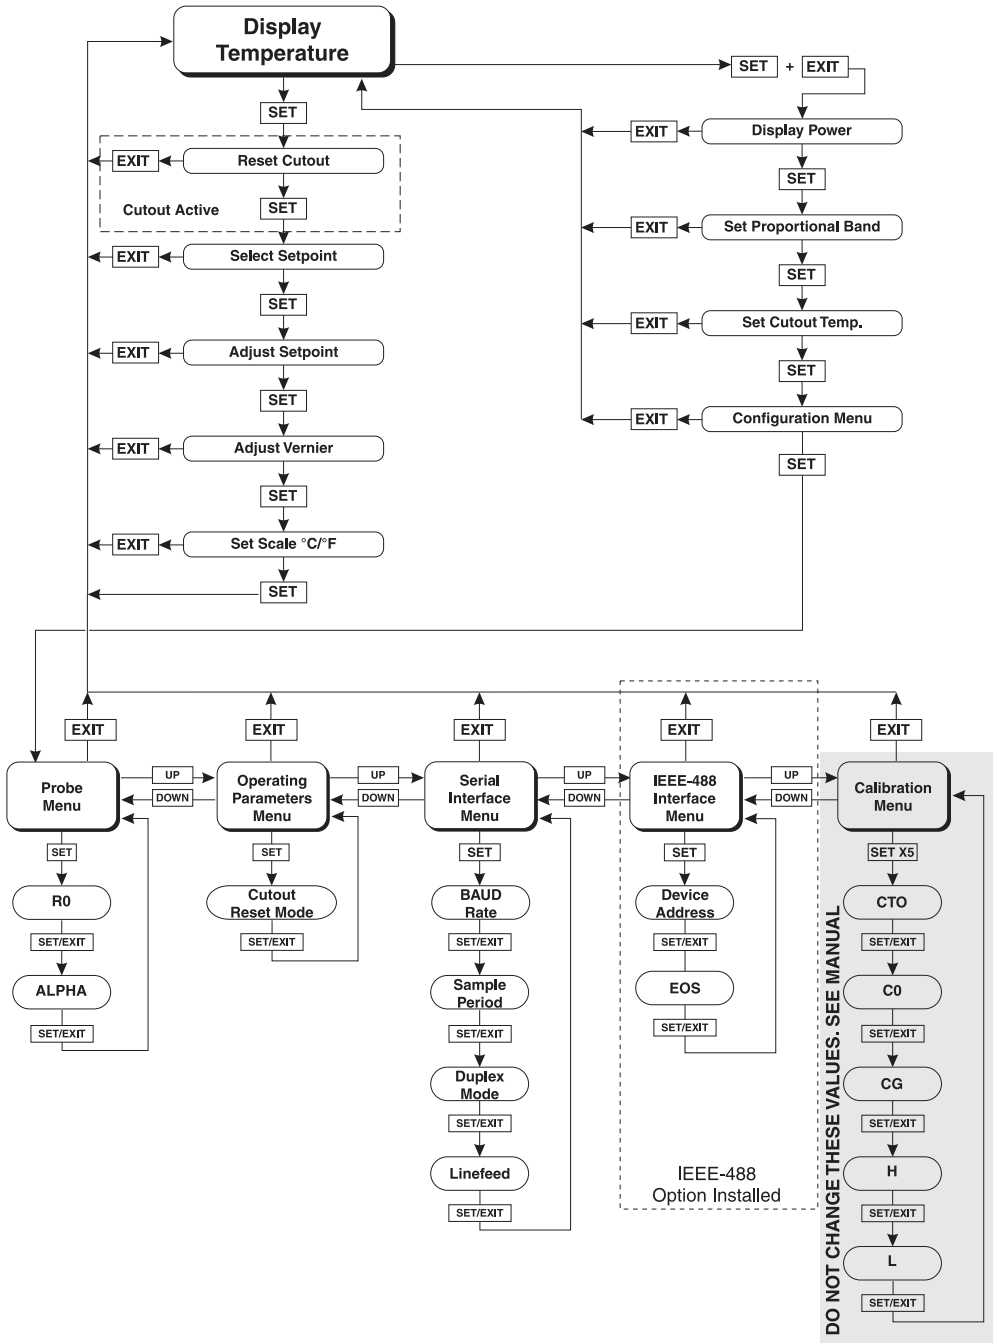 Display
Temperature
SET + EXIT
SET
EXIT Display Power
EXIT Reset Cutout
SET
Cutout Active SET
EXIT Set Proportional Band
EXIT Select Setpoint
SET
SET
EXIT Set Cutout Temp.
EXIT Adjust Setpoint
SET
SET
EXIT Configuration Menu
EXIT Adjust Vernier
SET
SET
EXIT Set Scale °C/°F
SET
EXIT EXIT EXIT EXIT EXIT
Probe
Menu
UP
DOWN
Operating
Parameters
Menu
UP
DOWN
Serial
Interface
Menu
UP
DOWN
IEEE-488
Interface
Menu
UP
DOWN
Calibration
Menu
SET
R0
SET/EXIT
ALPHA
SET/EXIT
SET
Cutout
Reset Mode
SET/EXIT
SET
BAUD
Rate
SET/EXIT
Sample
Period
SET/EXIT
Duplex
Mode
SET/EXIT
Linefeed
SET/EXIT
SET
Device
Address
SET/EXIT
EOS
SET/EXIT
IEEE-488
Option Installed
SET X5
CTO
SET/EXIT
C0
SET/EXIT
CG
SET/EXIT
H
SET/EXIT
L
SET/EXIT
DO NOT CHANGE THESE VALUES. SEE MANUAL